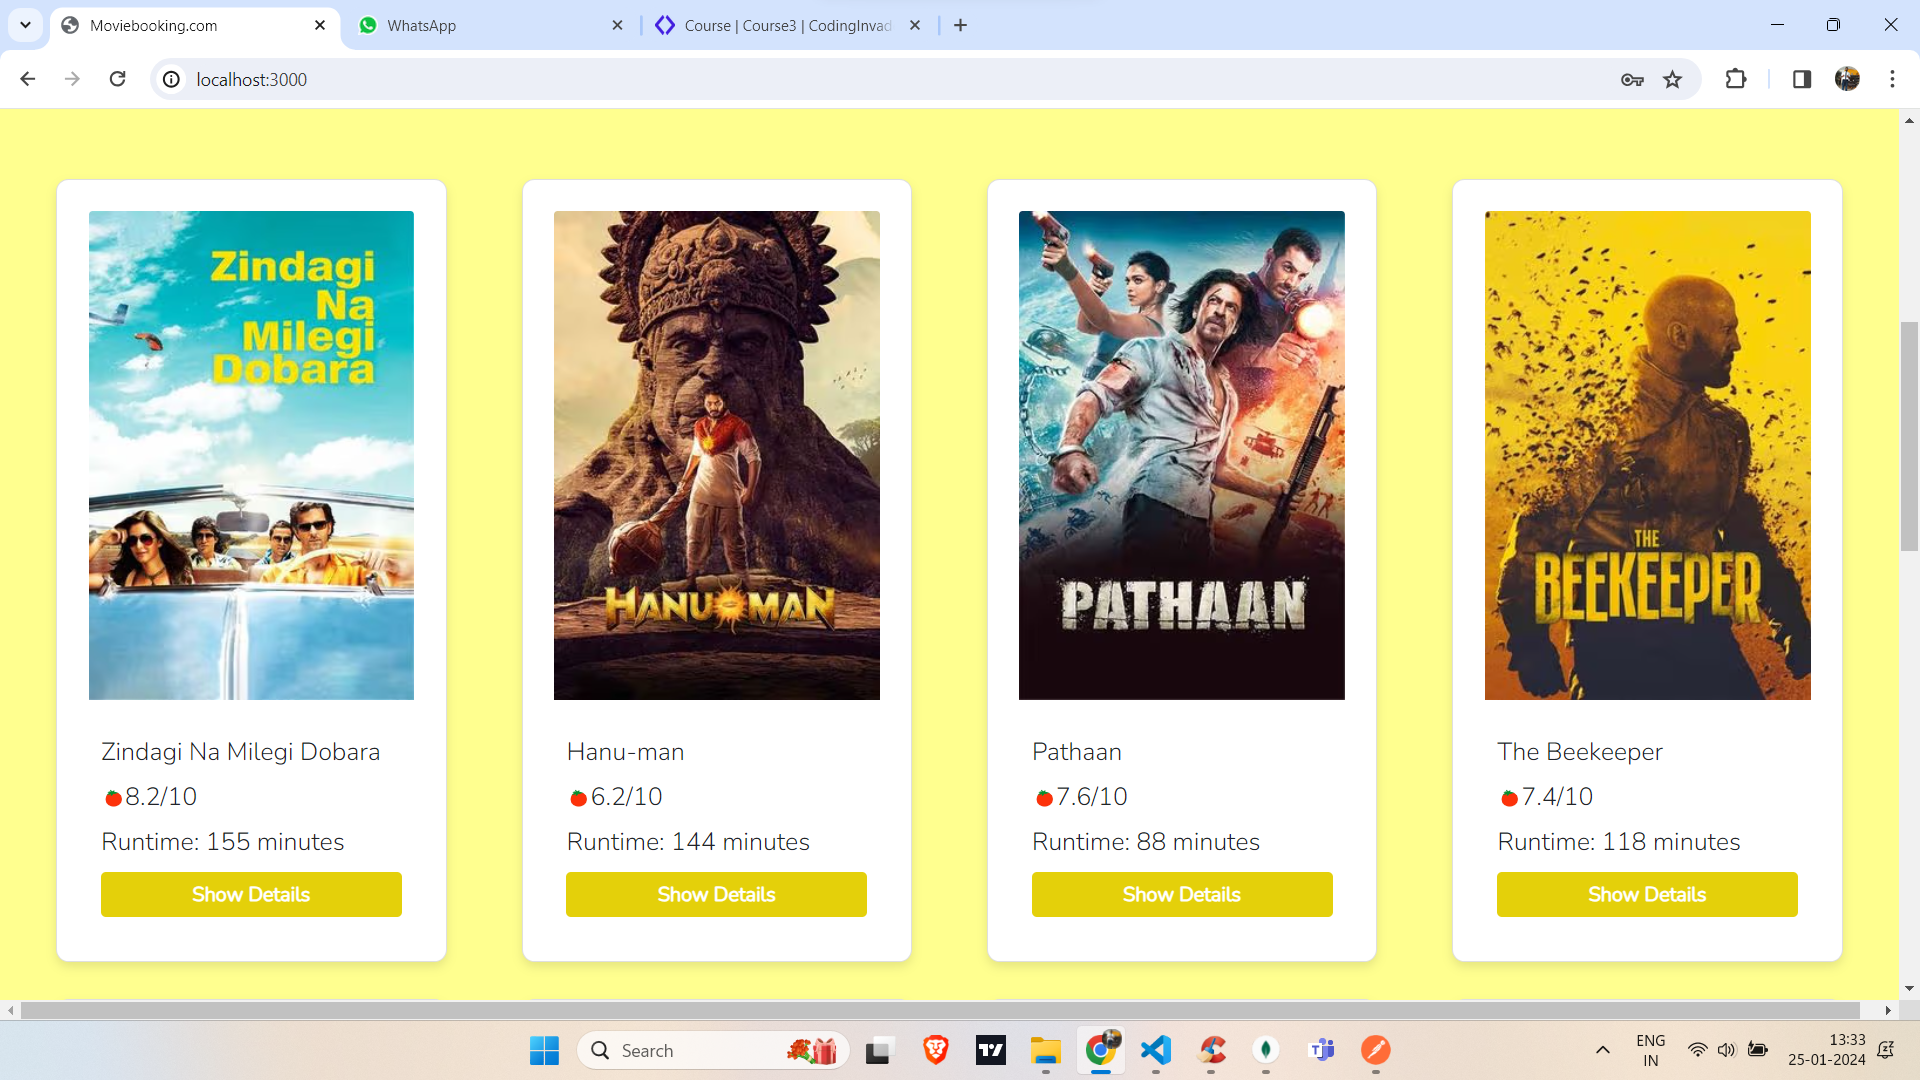 Moviebooking.com
WhatsApp
Course | Course3 | CodingInvad
localhost:3000
Zindagi
Na
Milegi
Dobara
HANU-MAN
PATHAAN
THE
BEEKEEPER
Zindagi Na Milegi Dobara
8.2/10
Runtime: 155 minutes
Show Details
Hanu-man
6.2/10
Runtime: 144 minutes
Show Details
Pathaan
7.6/10
Runtime: 88 minutes
Show Details
The Beekeeper
7.4/10
Runtime: 118 minutes
Show Details
Search
ENG
IN
13:33
25-01-2024